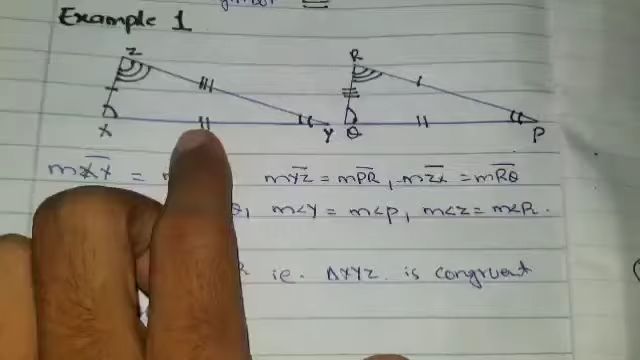 Example 1
Z R
X Y Q P
mXY = mYZ = mPR, mZX = mRQ
m<Y = m<P, m<Z = m<R.
ie. ΔXYZ is congruent